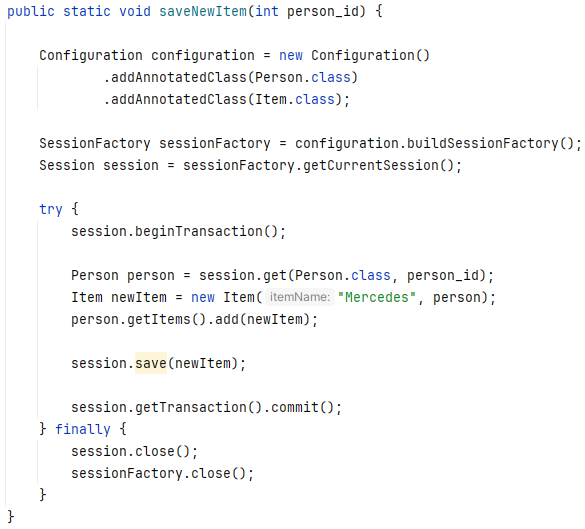 public static void saveNewItem(int person_id) {
Configuration configuration = new Configuration()
.addAnnotatedClass(Person.class)
.addAnnotatedClass(Item.class);
SessionFactory sessionFactory = configuration.buildSessionFactory();
Session session = sessionFactory.getCurrentSession();
try {
session.beginTransaction();
Person person = session.get(Person.class, person_id);
Item newItem = new Item( itemName: "Mercedes", person);
person.getItems().add(newItem);
session.save(newItem);
session.getTransaction().commit();
} finally {
session.close();
sessionFactory.close();
}
}